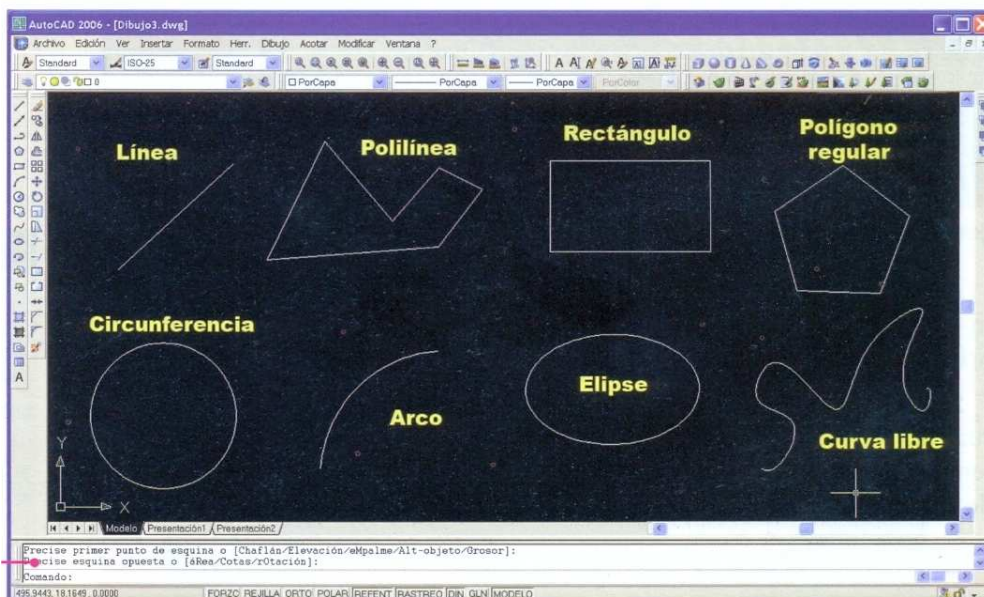 AutoCAD 2006 - [Dibujo3.dwg]
Archivo Edición Ver Insertar Formato Herr. Dibujo Acotar Modificar Ventana ?
Standard ISO-25 Standard
0 PorCapa PorCapa PorCapa PorColor
Línea
Polilínea
Rectángulo
Polígono
regular
Circunferencia
Arco
Elipse
Curva libre
Y
X
A
Modelo Presentación1 Presentación2
Precise primer punto de esquina o [Chaflán/Elevación/eMpalme/Alt-objeto/Grosor]:
Precise esquina opuesta o [áRea/Cotas/rOtación]:
Comando:
495.9443, 18.1649, 0.0000 FORZC REJILLA ORTO POLAR REFENT RASTREO DIN GLN MODELO